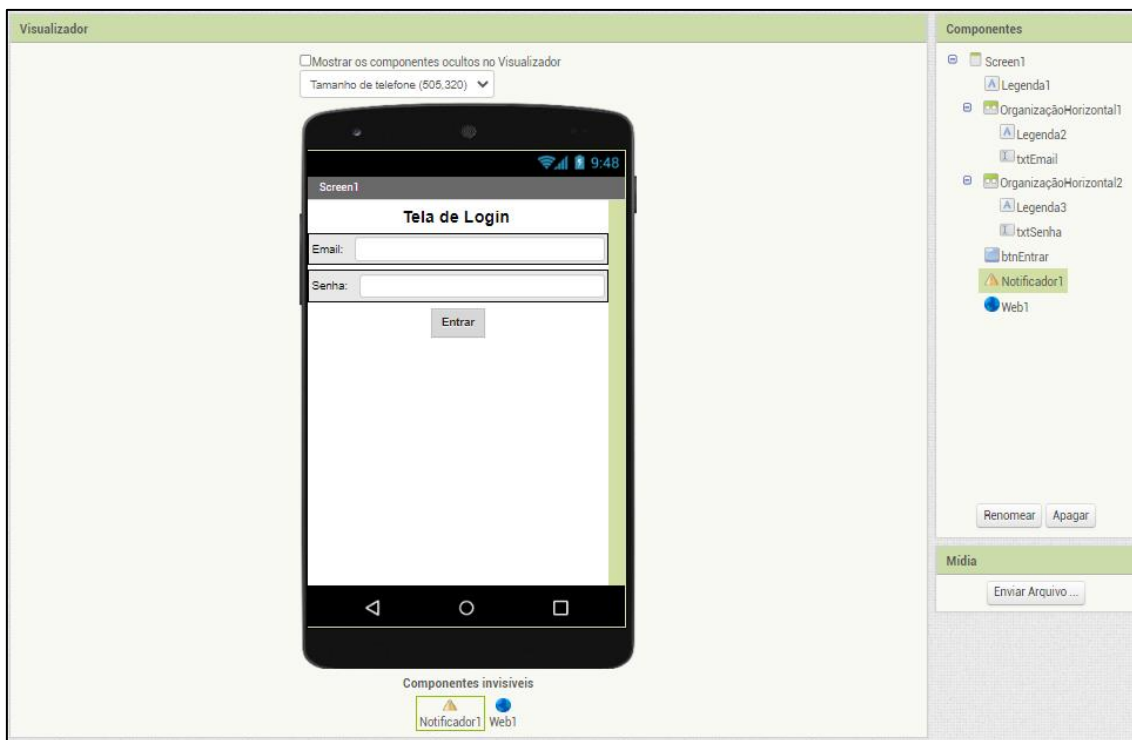 Visualizador
Mostrar os componentes ocultos no Visualizador
Tamanho de telefone (505,320)
9:48
Screen1
Tela de Login
Email:
Senha:
Entrar
Componentes invisíveis
Notificador1 Web1
Componentes
Screen1
Legenda1
OrganizaçãoHorizontal1
Legenda2
txtEmail
OrganizaçãoHorizontal2
Legenda3
txtSenha
btnEntrar
Notificador1
Web1
Renomear Apagar
Mídia
Enviar Arquivo ...